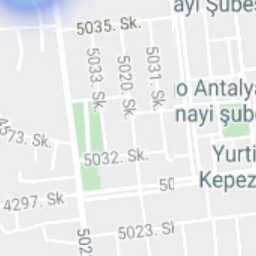 ayi Şube
5035. Sk.
5033. Sk.
5020. Sk.
5031. Sk.
o Antalya
nayi şube
4573. Sk.
5032. Sk.
Yurti
Kepez
50
4297. Sk
502
5023. Sk